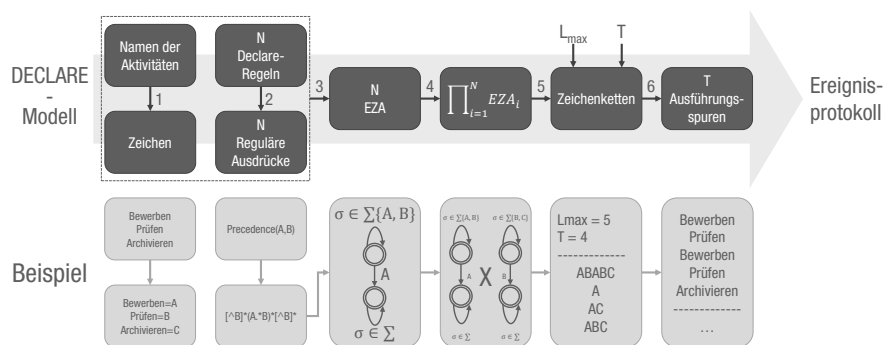 DECLARE
-
Modell
Namen der
Aktivitäten
1
Zeichen
N
Declare-
Regeln
2
N
Reguläre
Ausdrücke
3
N
EZA
4
∏_{i=1}^{N} EZA_i
5
L_max
T
Zeichenketten
6
T
Ausführungs-
spuren
Ereignis-
protokoll
Beispiel
Bewerben
Prüfen
Archivieren
Bewerben=A
Prüfen=B
Archivieren=C
Precedence(A,B)
[^B]*(A.*B)*[^B]*
σ ∈ ∑{A, B}
A
σ ∈ ∑
σ ∈ ∑{A, B}
A
σ ∈ ∑
X
σ ∈ ∑{B, C}
B
σ ∈ ∑
Lmax = 5
T = 4
-------------
ABABC
A
AC
ABC
Bewerben
Prüfen
Bewerben
Prüfen
Archivieren
-------------
…